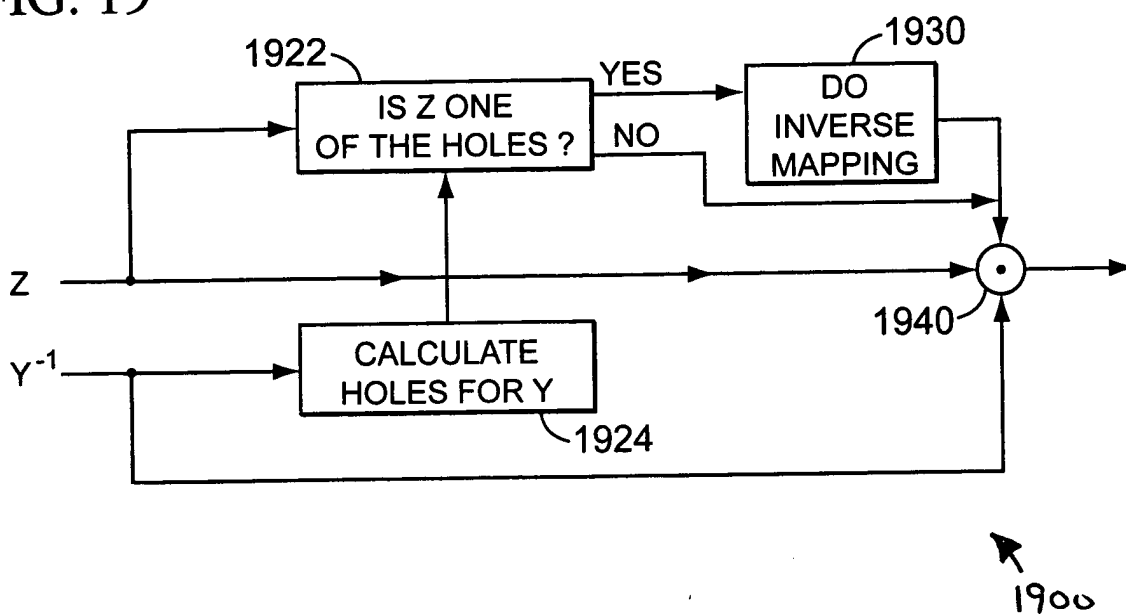 FIG. 19
1922
1930
IS Z ONE
OF THE HOLES ?
YES
NO
DO
INVERSE
MAPPING
Z
1940
Y-1
CALCULATE
HOLES FOR Y
1924
1900